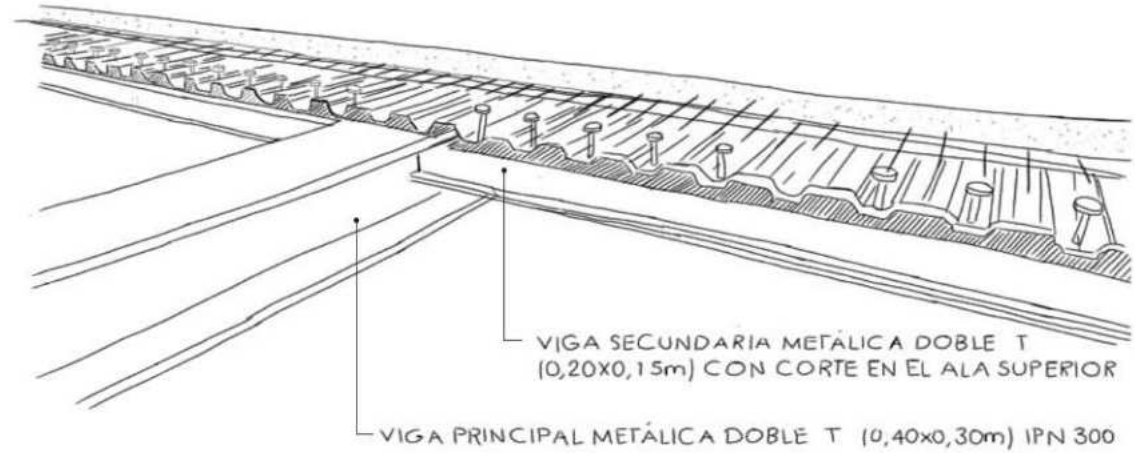 VIGA SECUNDARIA METÁLICA DOBLE T
(0,20X0,15m) CON CORTE EN EL ALA SUPERIOR
VIGA PRINCIPAL METÁLICA DOBLE T (0,40x0,30m) IPN 300